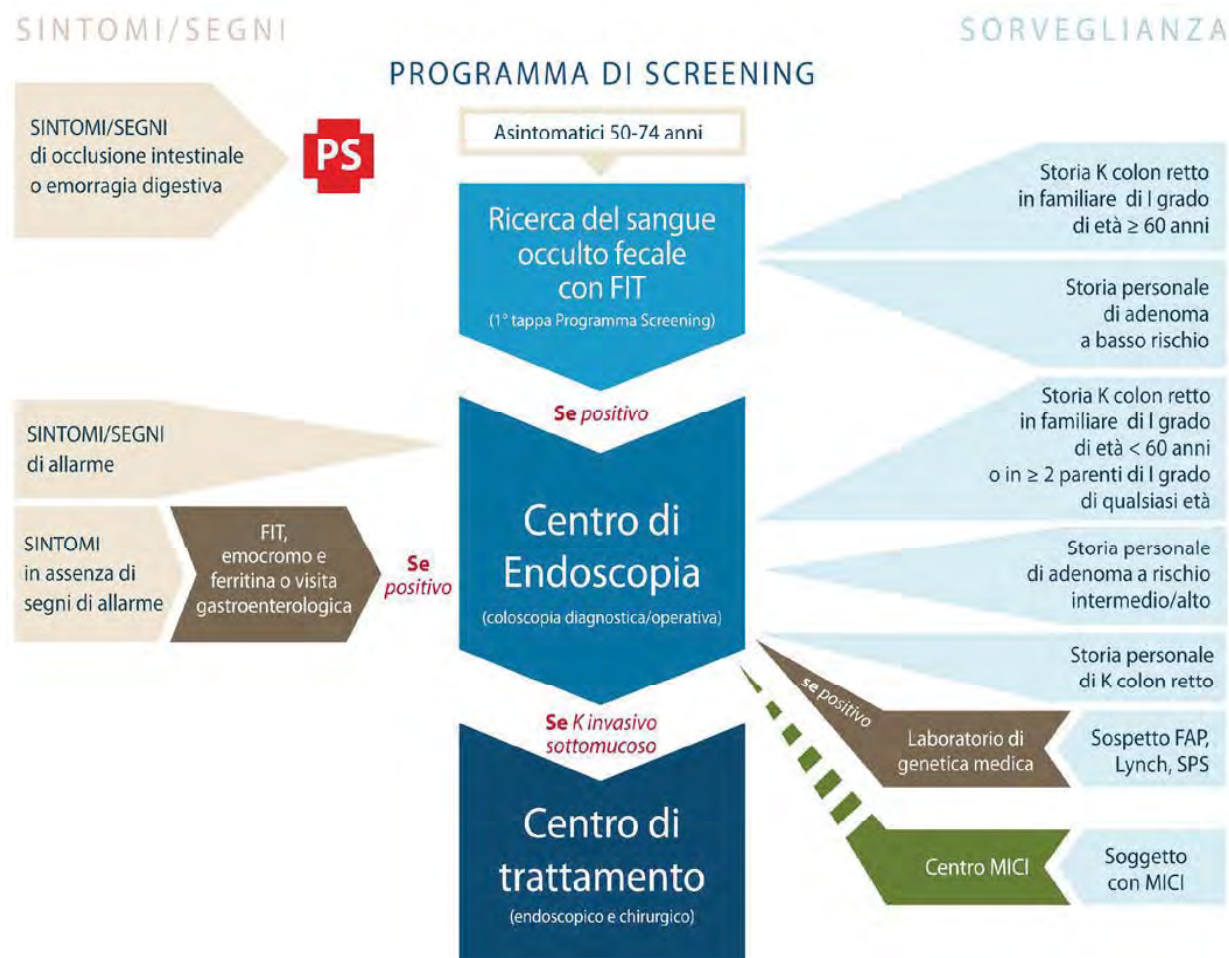 SINTOMI/SEGNI
SORVEGLIANZA
PROGRAMMA DI SCREENING
SINTOMI/SEGNI
di occlusione intestinale
o emorragia digestiva
PS
Asintomatici 50-74 anni
Ricerca del sangue
occulto fecale
con FIT
(1° tappa Programma Screening)
Storia K colon retto
in familiare di I grado
di età ≥ 60 anni
Storia personale
di adenoma
a basso rischio
Se positivo
SINTOMI/SEGNI
di allarme
Storia K colon retto
in familiare di I grado
di età < 60 anni
o in ≥ 2 parenti di I grado
di qualsiasi età
SINTOMI
in assenza di
segni di allarme
FIT,
emocromo e
ferritina o visita
gastroenterologica
Se
positivo
Centro di
Endoscopia
(coloscopia diagnostica/operativa)
Storia personale
di adenoma a rischio
intermedio/alto
Storia personale
di K colon retto
se positivo
Laboratorio di
genetica medica
Sospetto FAP,
Lynch, SPS
Se K invasivo
sottomucoso
Centro di
trattamento
(endoscopico e chirurgico)
Centro MICI
Soggetto
con MICI